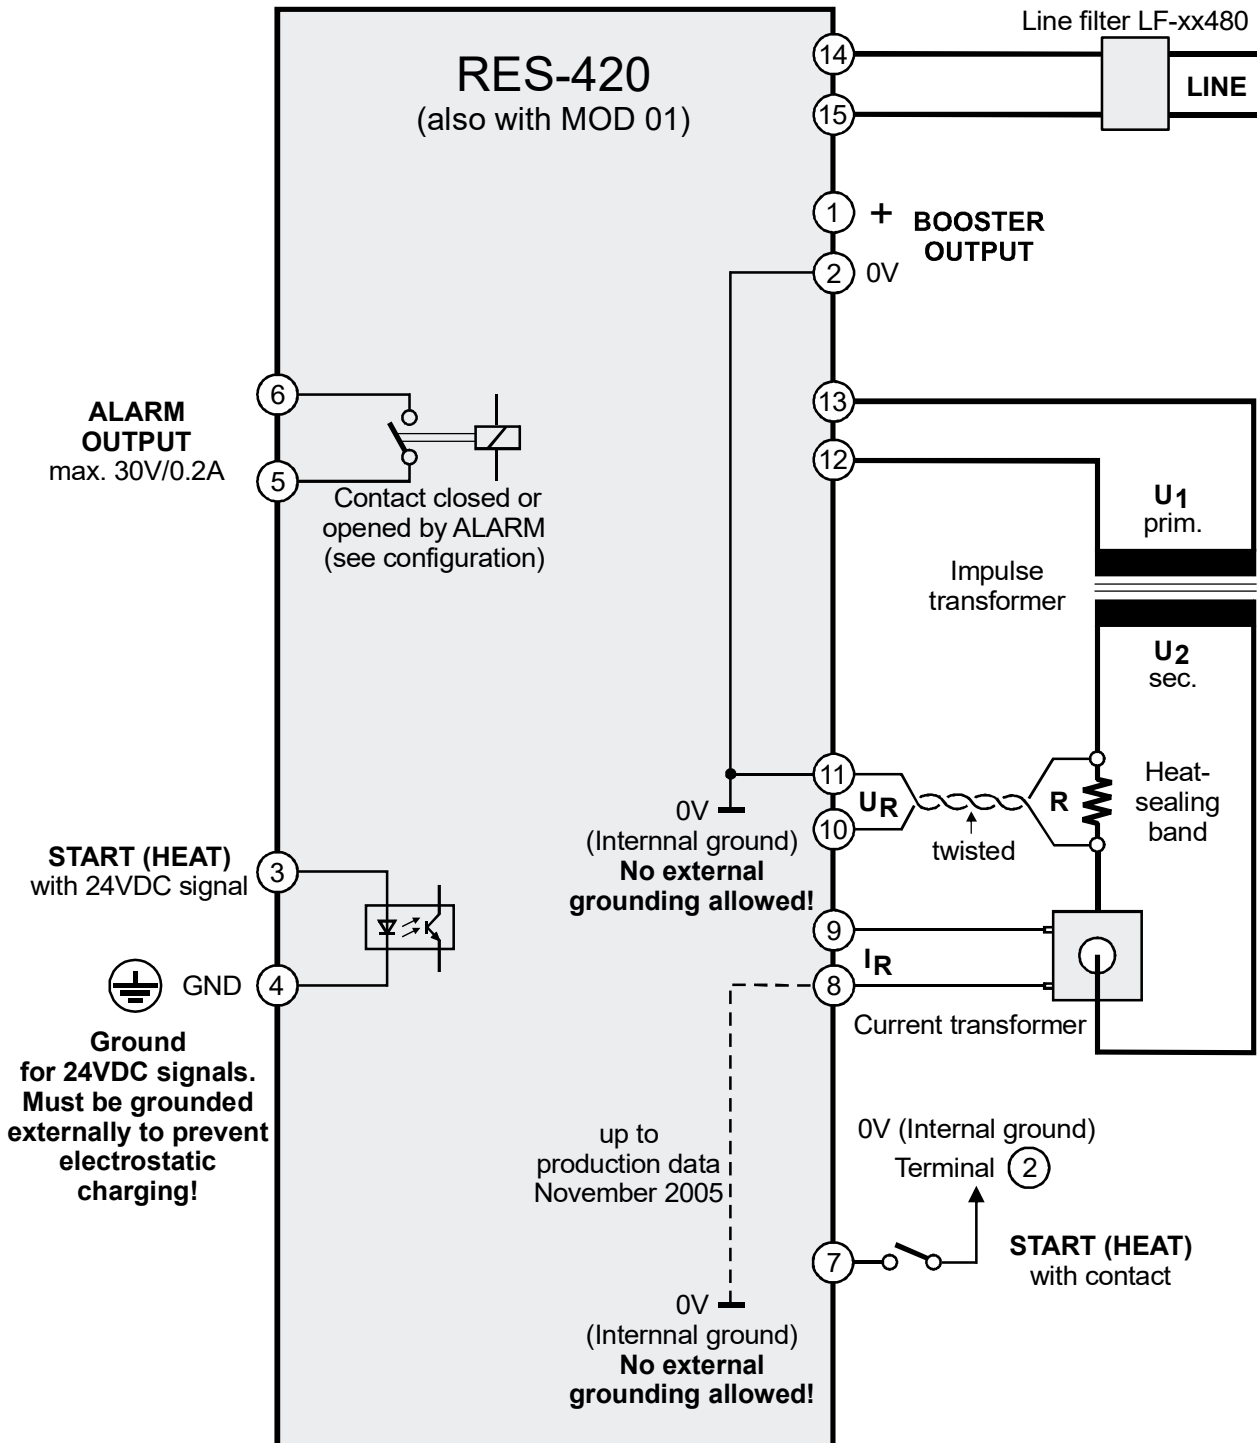 Line filter LF-xx480
RES-420
(also with MOD 01)
14
LINE
15
1
+
BOOSTER
OUTPUT
2
0V
ALARM
OUTPUT
max. 30V/0.2A
6
5
Contact closed or
opened by ALARM
(see configuration)
13
12
U1
prim.
Impulse
transformer
U2
sec.
11
UR
10
twisted
R
Heat-
sealing
band
0V
(Internnal ground)
No external
grounding allowed!
START (HEAT)
with 24VDC signal
3
GND
4
Ground
for 24VDC signals.
Must be grounded
externally to prevent
electrostatic
charging!
9
IR
8
Current transformer
up to
production data
November 2005
0V (Internal ground)
Terminal 2
7
START (HEAT)
with contact
0V
(Internnal ground)
No external
grounding allowed!